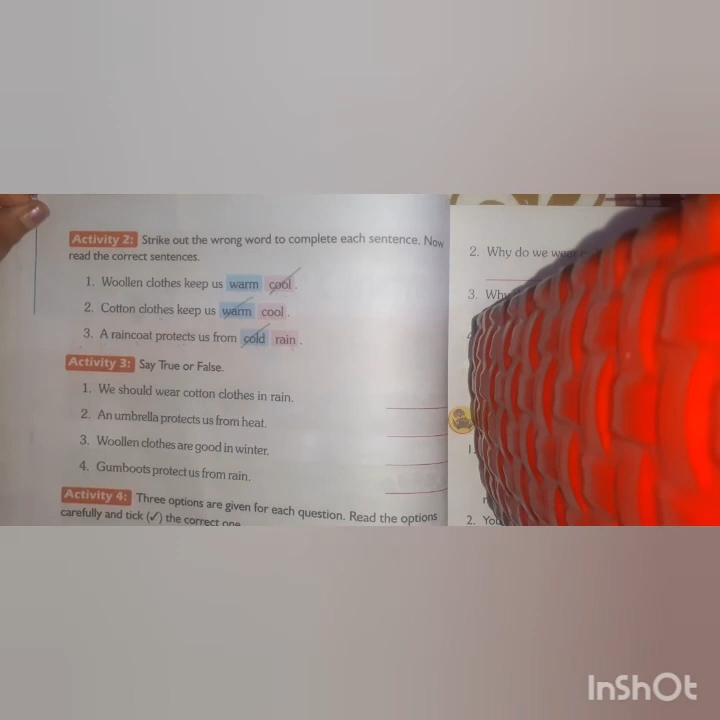 Activity 2: Strike out the wrong word to complete each sentence. Now
read the correct sentences.
1. Woollen clothes keep us warm cool.
2. Cotton clothes keep us warm cool.
3. A raincoat protects us from cold rain.
Activity 3: Say True or False.
1. We should wear cotton clothes in rain.
2. An umbrella protects us from heat.
3. Woollen clothes are good in winter.
4. Gumboots protect us from rain.
Activity 4: Three options are given for each question. Read the options
carefully and tick (✓) the correct one
2. Why do we wear
3.
2.
InShOt